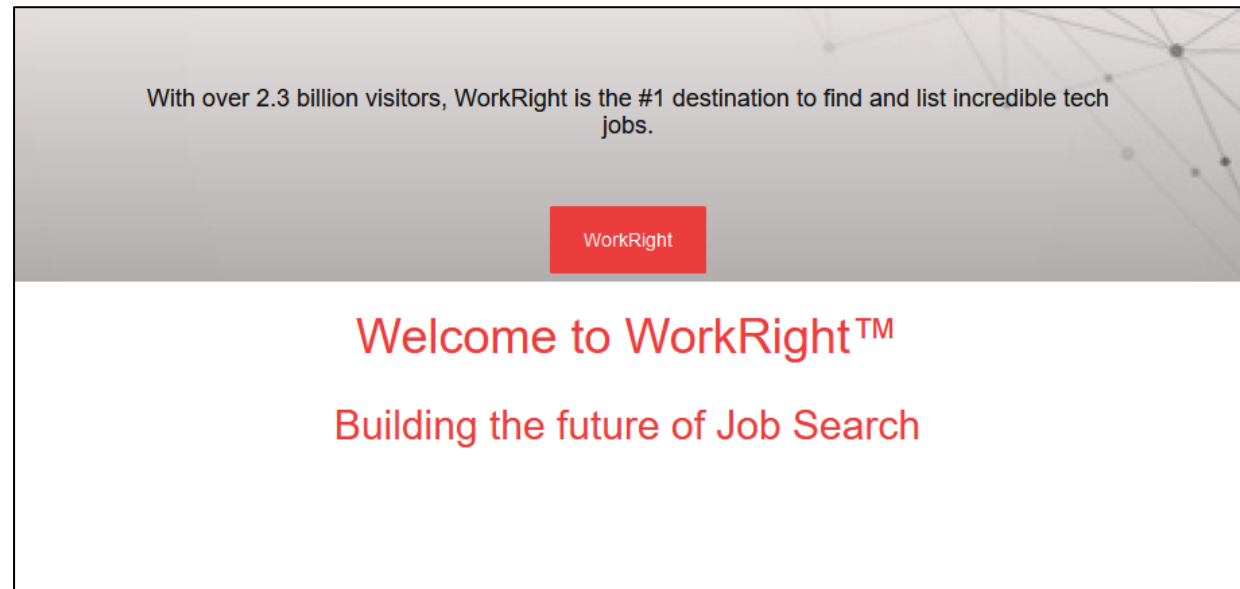 With over 2.3 billion visitors, WorkRight is the #1 destination to find and list incredible tech
jobs.
WorkRight
Welcome to WorkRight™
Building the future of Job Search